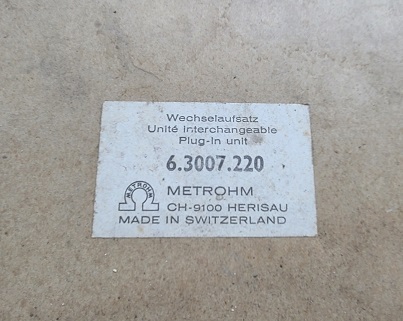 Wechselaufsatz
Unité interchangeable
Plug-in unit
6.3007.220
METROHM
METROHM
CH-9100 HERISAU
MADE IN SWITZERLAND